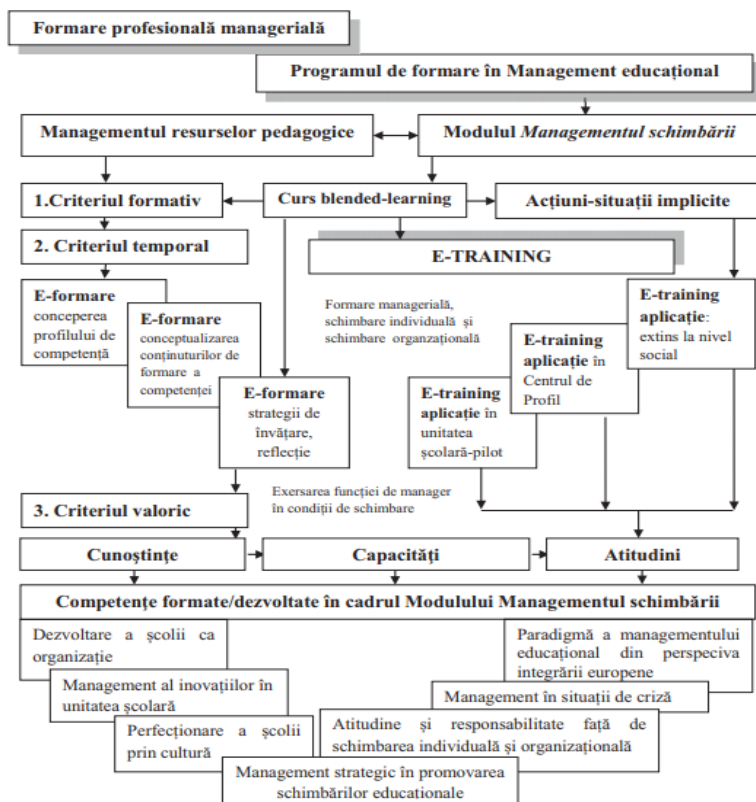 Formare profesională managerială
Programul de formare în Management educațional
Managementul resurselor pedagogice
Modulul Managementul schimbării
1.Criteriul formativ
Curs blended-learning
Acțiuni-situații implicite
2. Criteriul temporal
E-TRAINING
E-formare
conceperea
profilului de
competență
E-formare
conceptualizarea
conținuturilor de
formare a
competenței
E-formare
strategii de
învățare,
reflecție
Formare managerială,
schimbare individuală și
schimbare organzațională
E-training
aplicație în
unitatea
școlară-pilot
E-training
aplicație în
Centrul de
Profil
E-training
aplicație:
extins la nivel
social
Exersarea funcției de manager
în condiții de schimbare
3. Criteriul valoric
Cunoștințe
Capacități
Atitudini
Competențe formate/dezvoltate în cadrul Modulului Managementul schimbării
Dezvoltare a școlii ca
organizație
Management al inovațiilor în
unitatea școlară
Perfecționare a școlii
prin cultură
Management strategic în promovarea
schimbărilor educaționale
Paradigmă a managementului
educațional din perspeciva
integrării europene
Management în situații de criză
Atitudine și responsabilitate față de
schimbarea individuală și organizațională